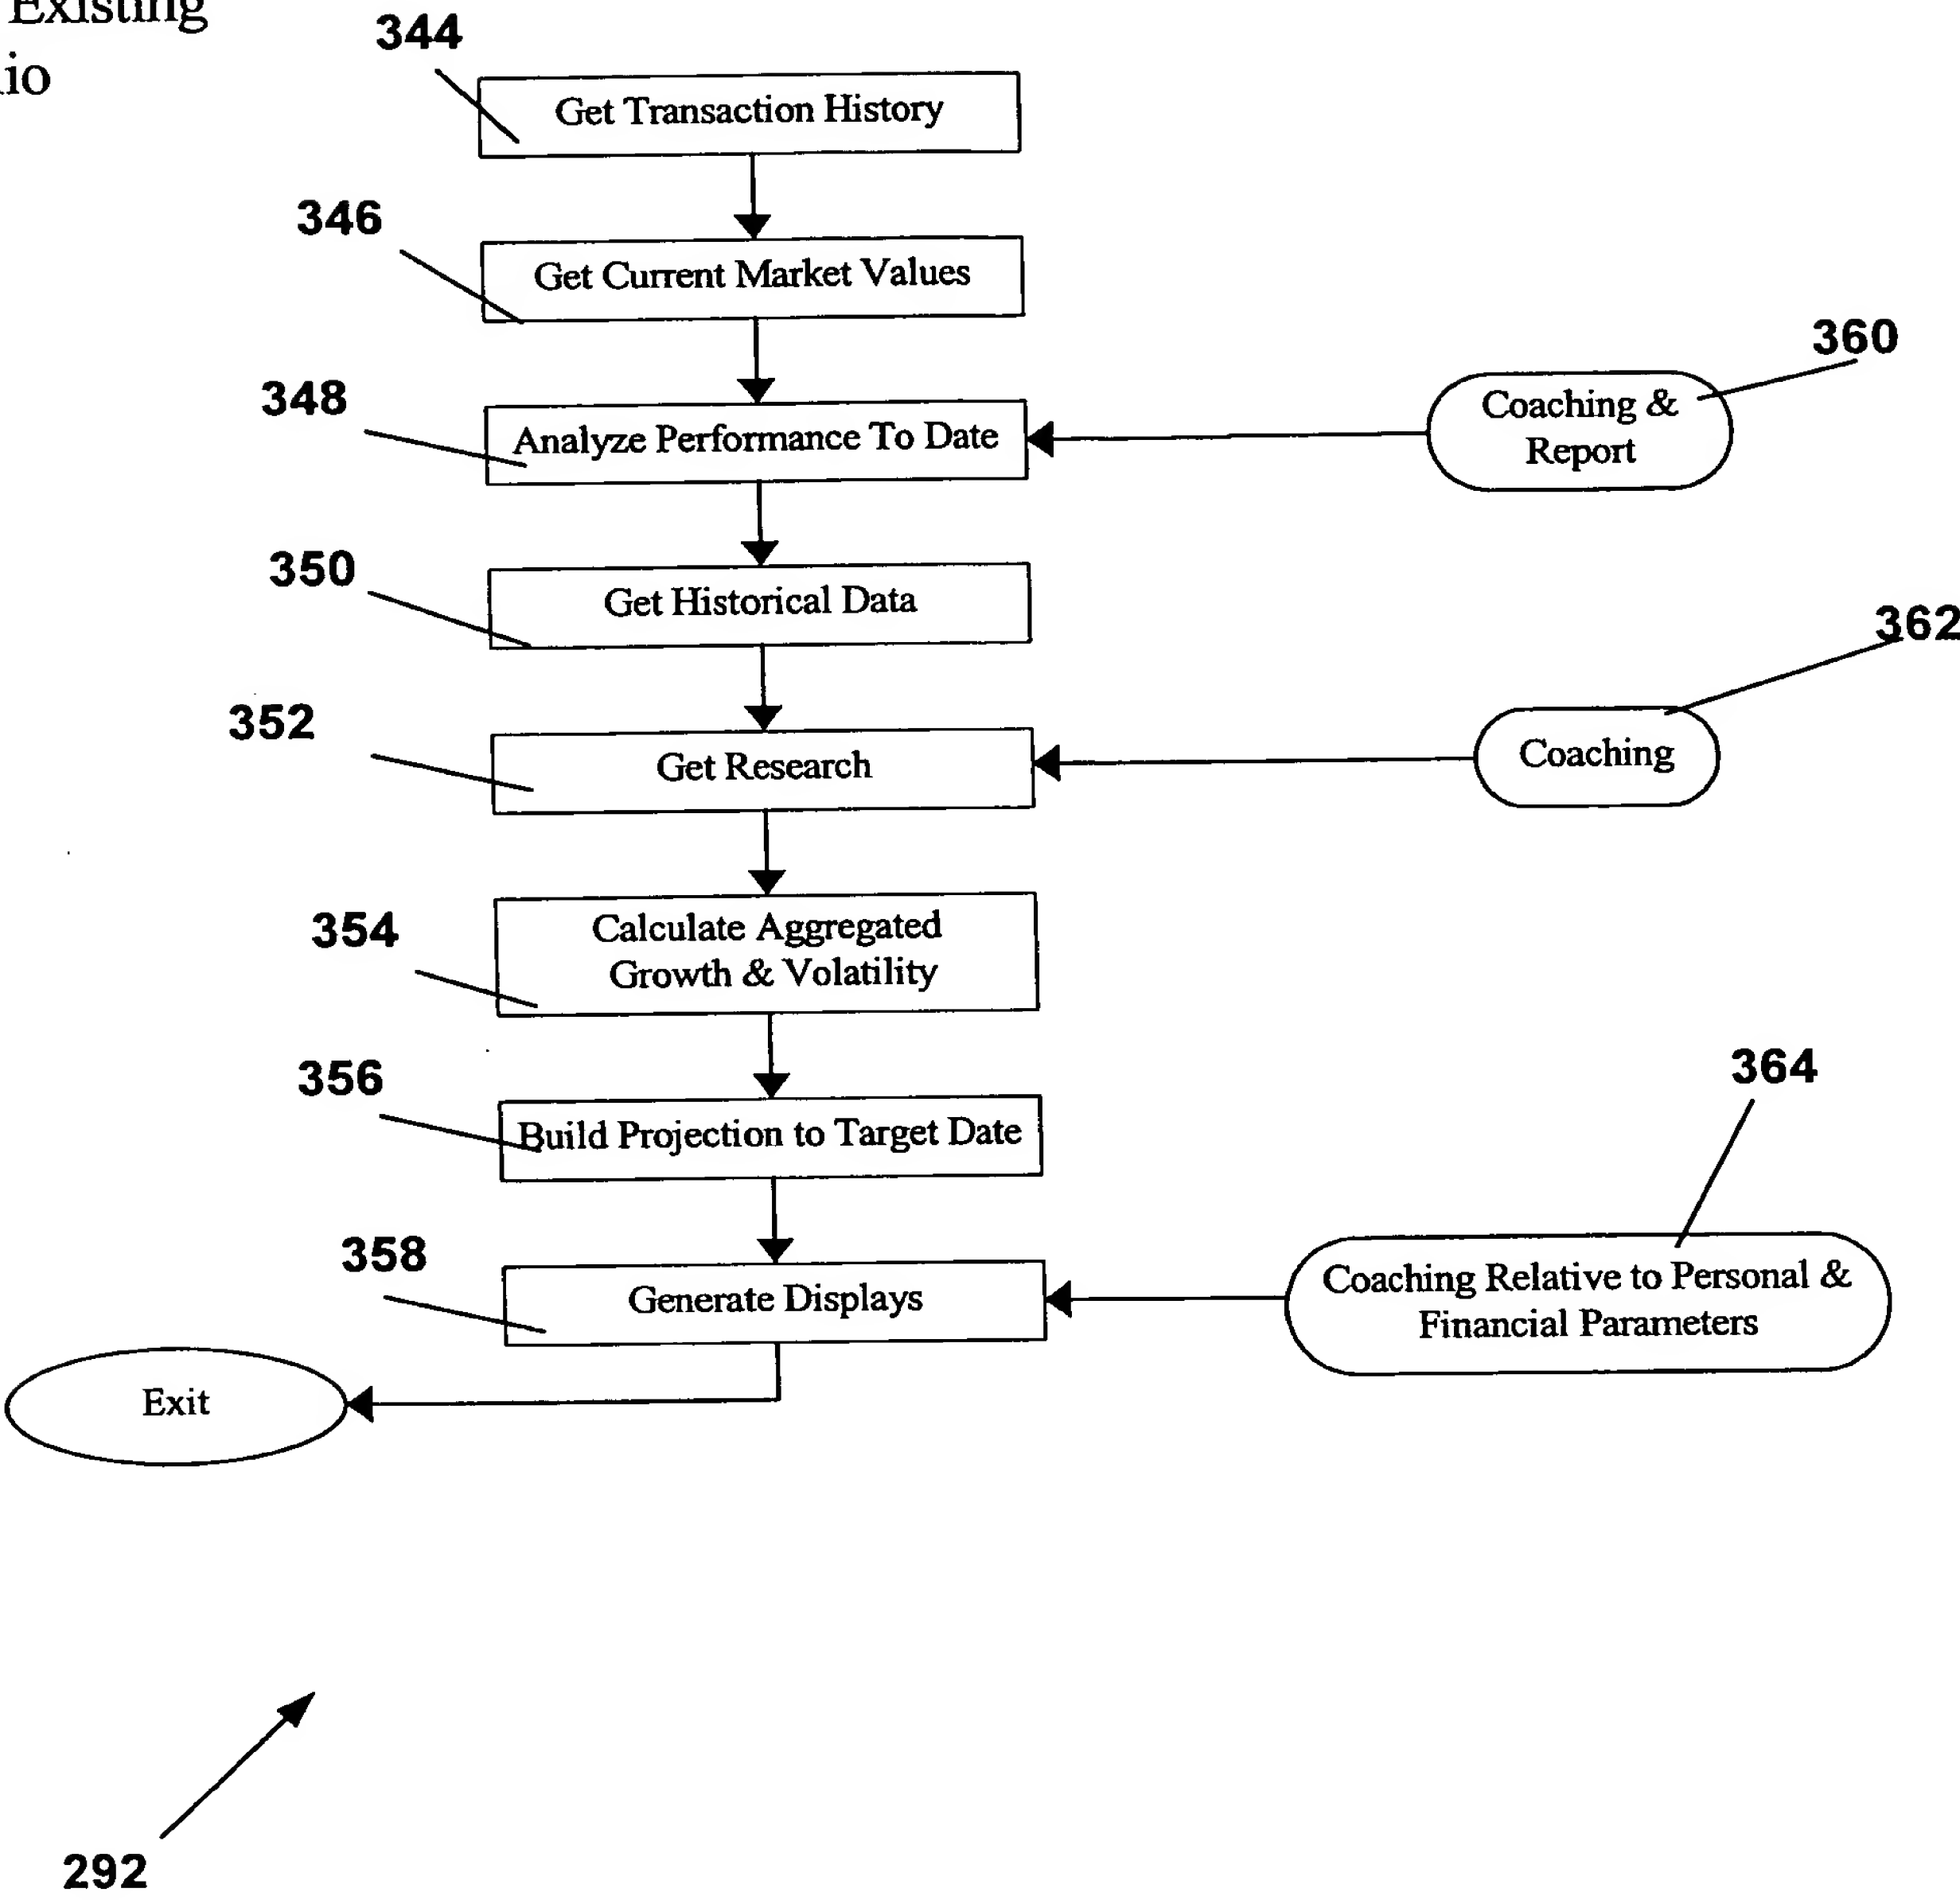 Existing
io
344
Get Transaction History
346
Get Current Market Values
348
Analyze Performance To Date
360
Coaching &
Report
350
Get Historical Data
362
352
Get Research
Coaching
354
Calculate Aggregated
Growth & Volatility
356
Build Projection to Target Date
364
358
Generate Displays
Coaching Relative to Personal &
Financial Parameters
Exit
292